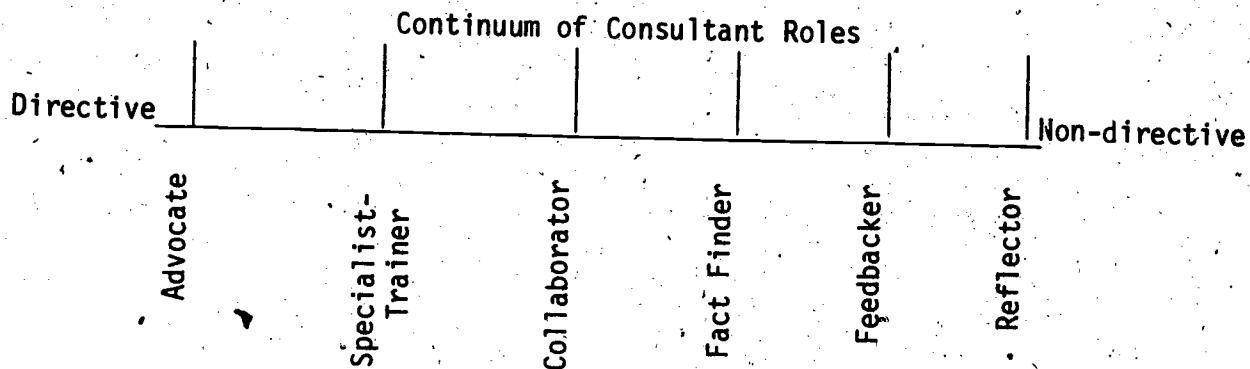 Continuum of Consultant Roles
Directive
Non-directive
Advocate
Specialist-
Trainer
Collaborator
Fact Finder
Feedbacker
Reflector